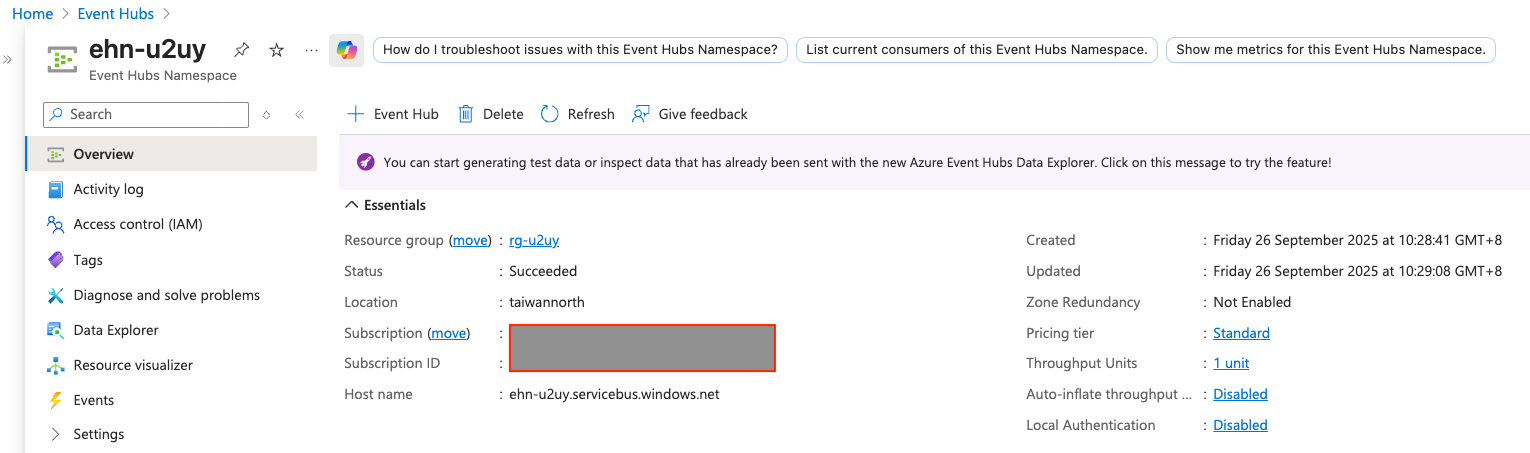 Home > Event Hubs >
ehn-u2uy
Event Hubs Namespace
How do I troubleshoot issues with this Event Hubs Namespace?
List current consumers of this Event Hubs Namespace.
Show me metrics for this Event Hubs Namespace.
Search
Overview
Activity log
Access control (IAM)
Tags
Diagnose and solve problems
Data Explorer
Resource visualizer
Events
Settings
Event Hub
Delete
Refresh
Give feedback
You can start generating test data or inspect data that has already been sent with the new Azure Event Hubs Data Explorer. Click on this message to try the feature!
Essentials
Resource group (move) : rg-u2uy
Status : Succeeded
Location : taiwannorth
Subscription (move) :
Subscription ID :
Host name : ehn-u2uy.servicebus.windows.net
Created : Friday 26 September 2025 at 10:28:41 GMT+8
Updated : Friday 26 September 2025 at 10:29:08 GMT+8
Zone Redundancy : Not Enabled
Pricing tier : Standard
Throughput Units : 1 unit
Auto-inflate throughput ... : Disabled
Local Authentication : Disabled